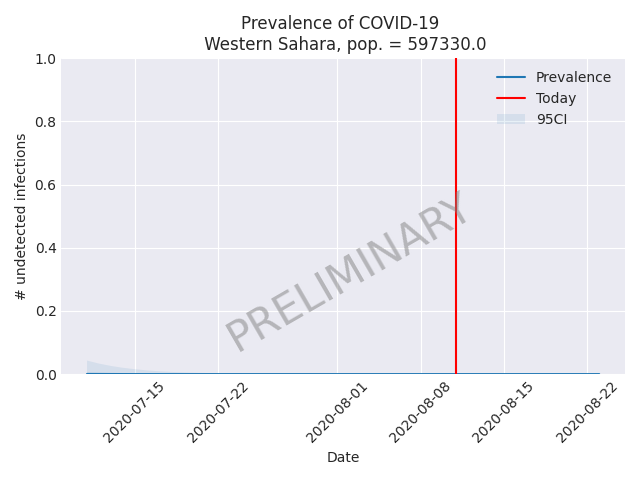 Prevalence of COVID-19
Western Sahara, pop. = 597330.0
1.0
0.8
0.6
0.4
0.2
0.0
# undetected infections
Prevalence
Today
95CI
PRELIMINARY
2020-07-15
2020-07-22
2020-08-01
2020-08-08
2020-08-15
2020-08-22
Date